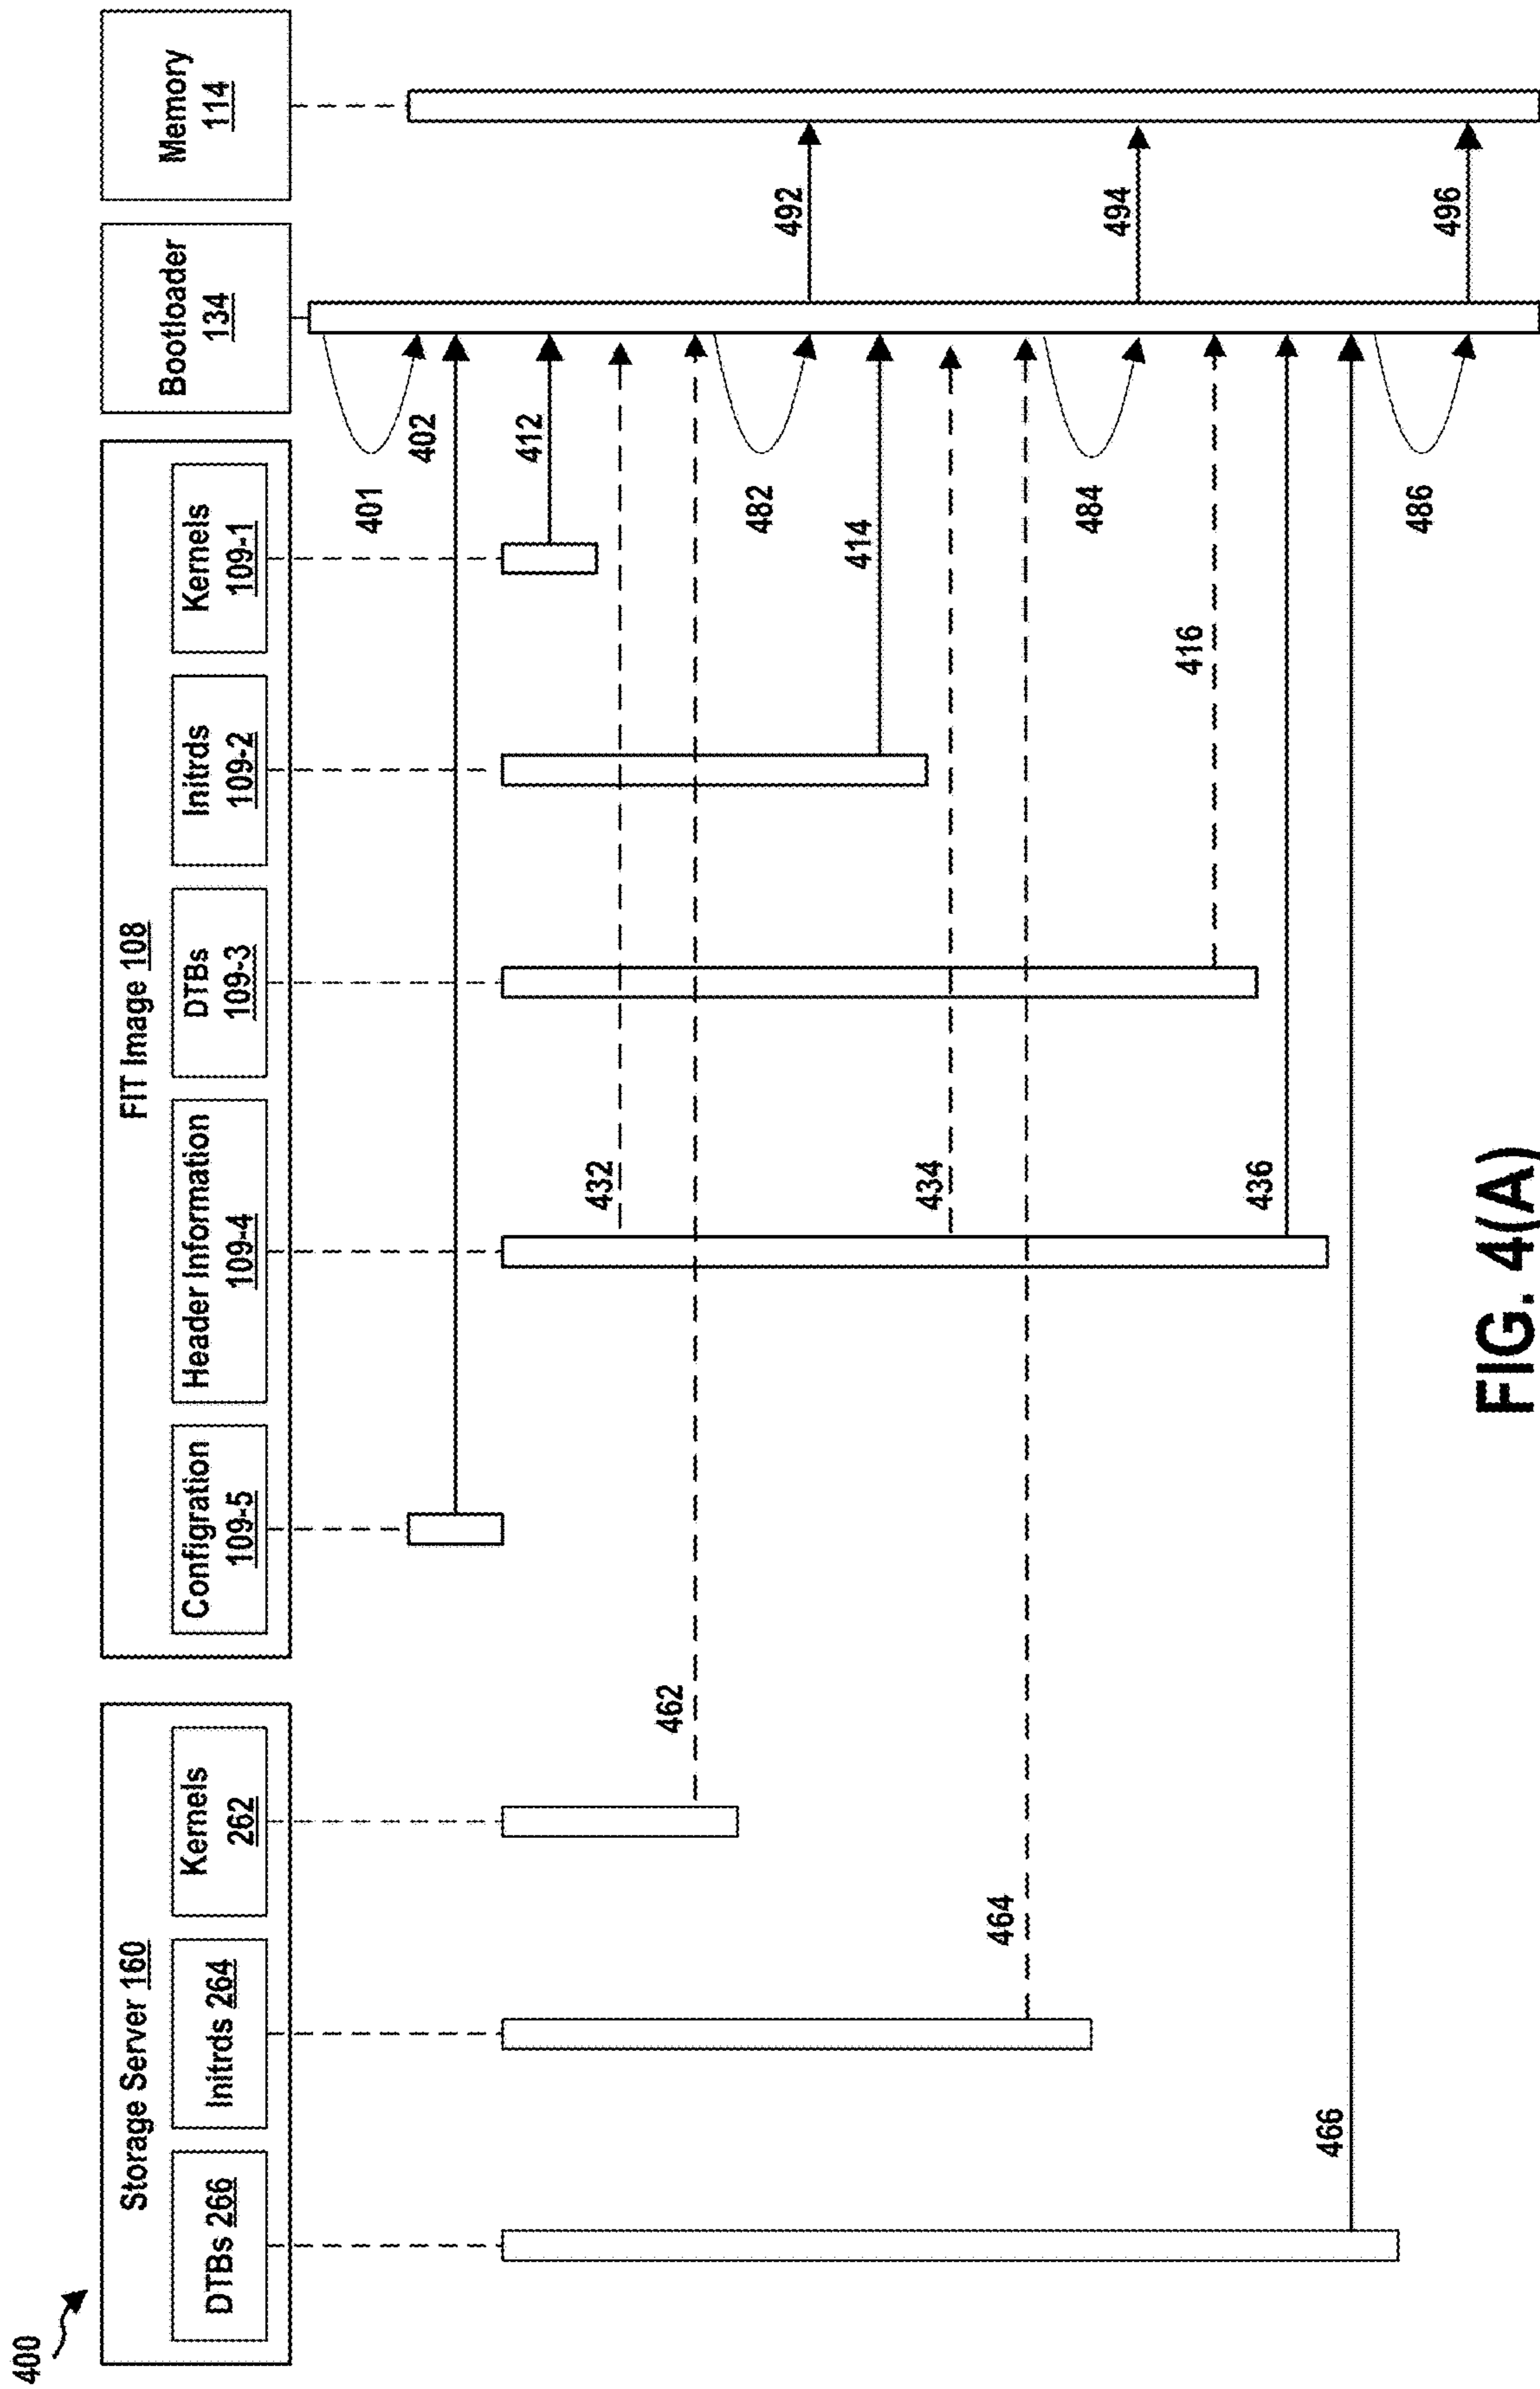 400
Storage Server 160
DTBs 266
Initrds 264
Kernels
262
FIT Image 108
Configration
109-5
Header Information
109-4
DTBs
109-3
Initrds
109-2
Kernels
109-1
Bootloader
134
Memory
114
401
402
412
432
462
482
492
414
434
464
484
494
416
436
466
486
496
FIG. 4(A)